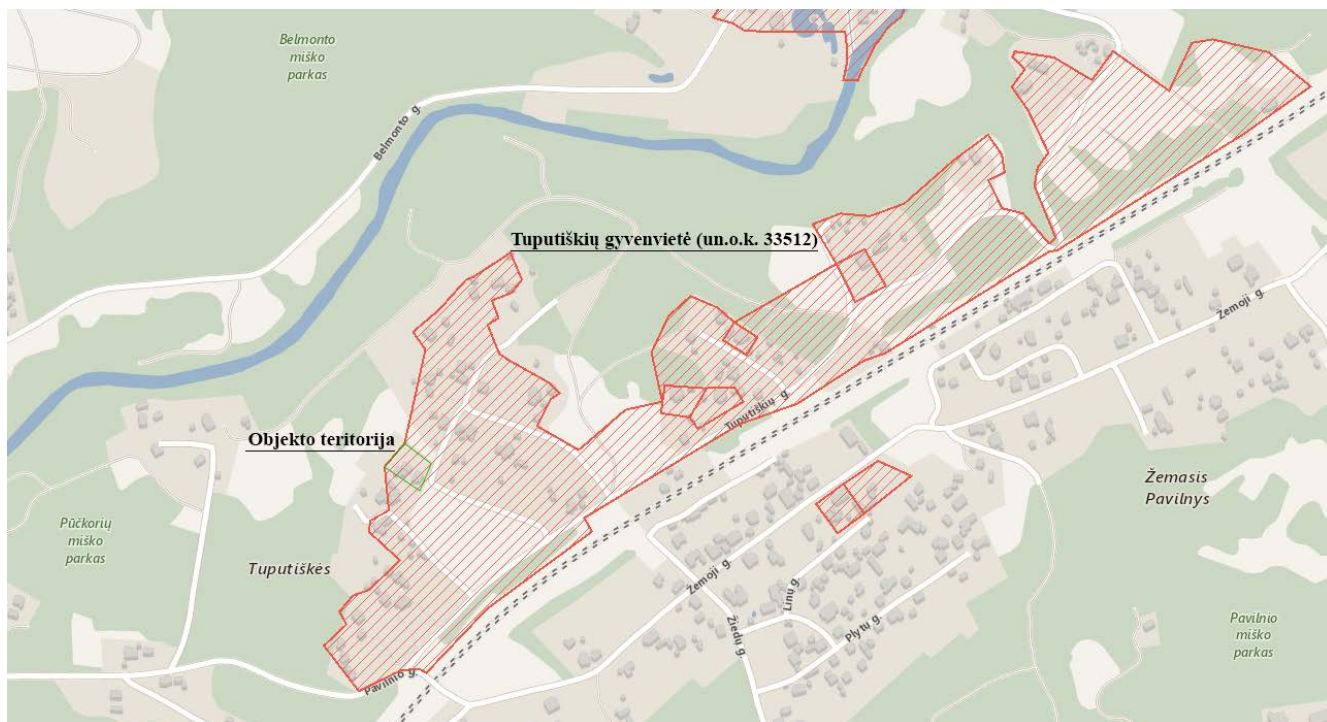 Belmonto
miško
parkas
Belmonto g.
Tuputiškių gyvenvietė (un.o.k. 33512)
Žemoji g.
Tuputiškių g.
Objekto teritorija
Žemasis
Pavilnys
Pūčkorių
miško
parkas
Tuputiškės
Žemoji g.
Linų g.
Žiedų g.
Plytų g.
Pavilnio
miško
parkas
Pavilnio g.